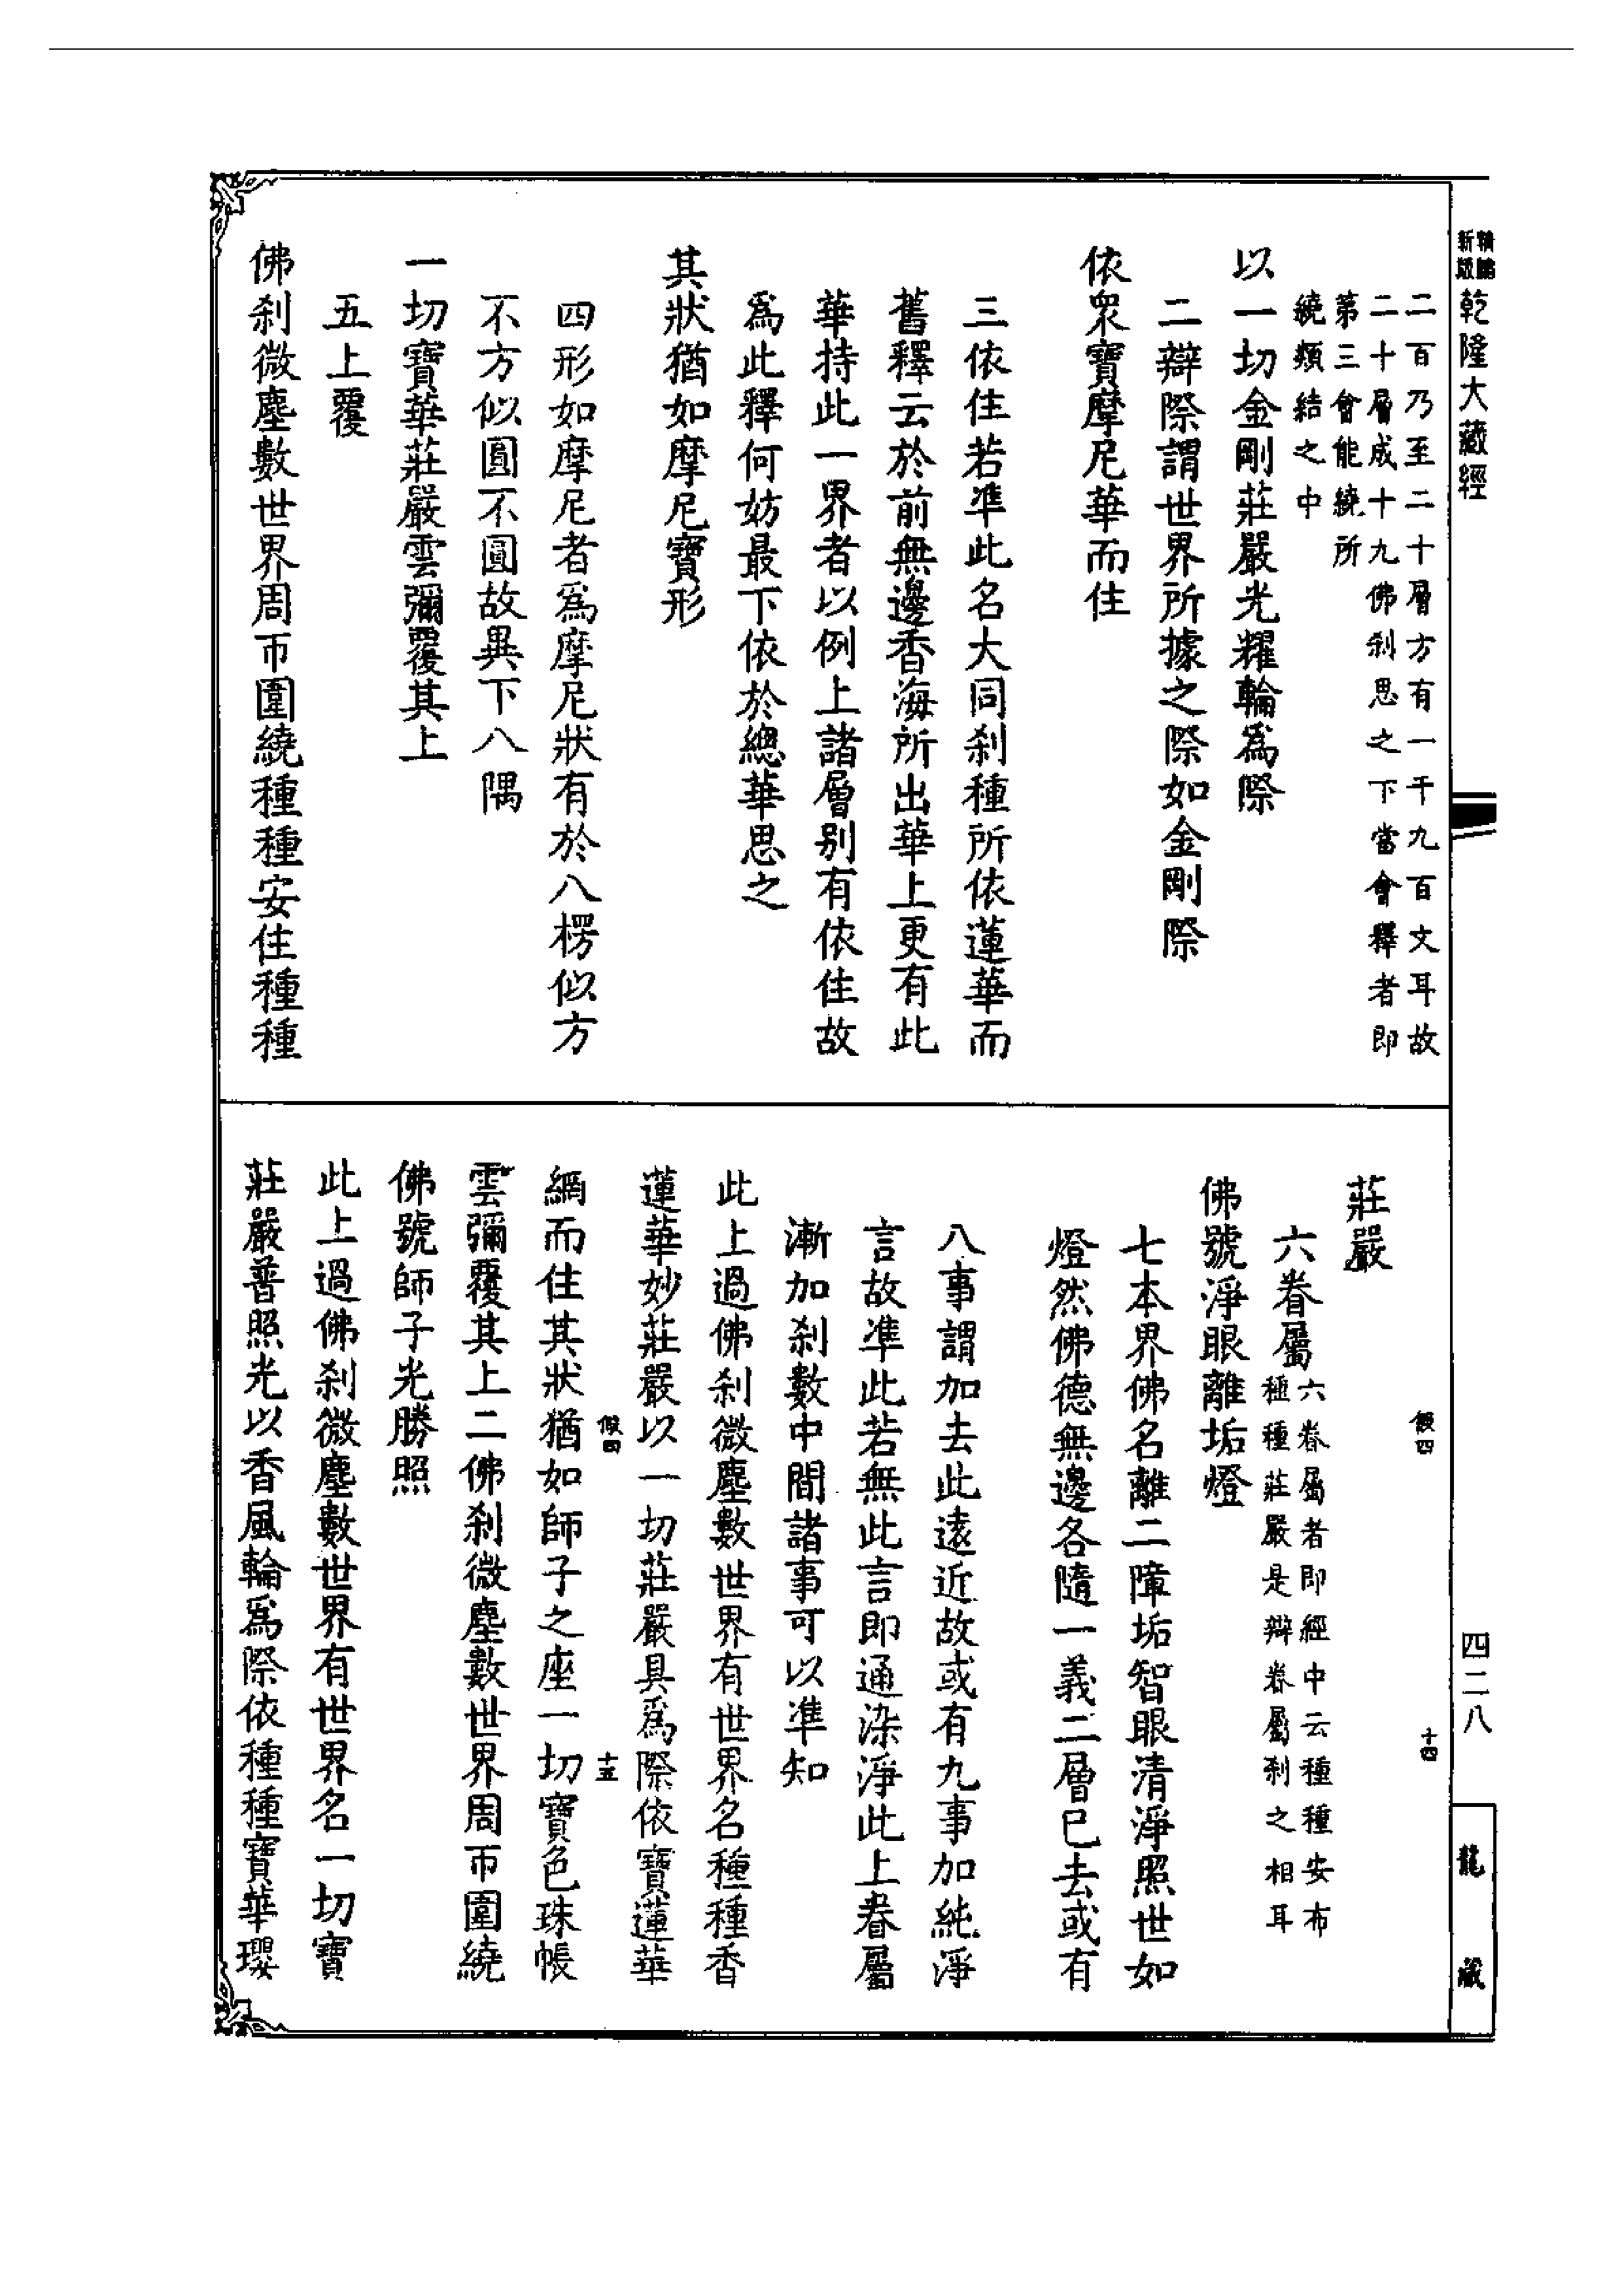 精縮
新版
乾隆大藏經
二百乃至二十層方有一千九百文耳故
二十層成十九佛刹思之下當會釋者即
第三會能繞所
繞類結之中
以一切金剛莊嚴光耀輪爲際
二辯際謂世界所據之際如金剛際
依衆寶摩尼華而住
三依住若準此名大同刹種所依蓮華而
舊釋云於前無邊香海所出華上更有此
華持此一界者以例上諸層别有依住故
爲此釋何妨最下依於總華思之
其狀猶如摩尼寶形
四形如摩尼者爲摩尼狀有於八楞似方
不方似圓不圓故異下八隅
一切寶華莊嚴雲彌覆其上
五上覆
佛刹微塵數世界周帀圍繞種種安住種種
假四
十四
莊嚴
六眷屬六眷屬者即經中云種種安布
種種莊嚴是辯眷屬刹之相耳
佛號淨眼離垢燈
七本界佛名離二障垢智眼清淨照世如
燈然佛德無邊各隨一義二層已去或有
八事謂加去此遠近故或有九事加純淨
言故準此若無此言即通染淨此上眷屬
漸加刹數中間諸事可以準知
此上過佛刹微塵數世界有世界名種種香
蓮華妙莊嚴以一切莊嚴具爲際依寶蓮華
假四
十五
網而住其狀猶如師子之座一切寶色珠帳
雲彌覆其上二佛刹微塵數世界周帀圍繞
佛號師子光勝照
此上過佛刹微塵數世界有世界名一切寶
莊嚴普照光以香風輪爲際依種種寶華瓔
四二八
龍藏